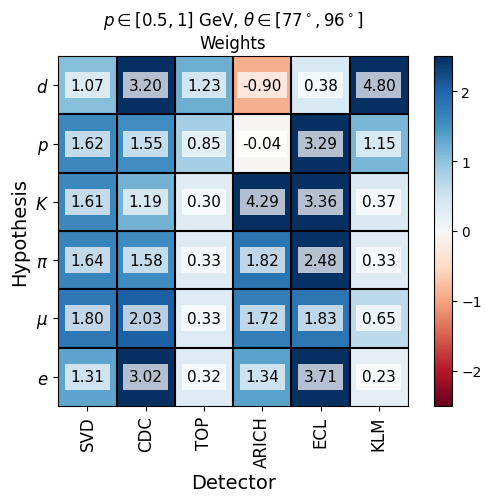 p ∈ [0.5, 1] GeV, θ ∈ [77°, 96°]
Weights
Hypothesis
d 1.07 3.20 1.23 -0.90 0.38 4.80
p 1.62 1.55 0.85 -0.04 3.29 1.15
K 1.61 1.19 0.30 4.29 3.36 0.37
π 1.64 1.58 0.33 1.82 2.48 0.33
μ 1.80 2.03 0.33 1.72 1.83 0.65
e 1.31 3.02 0.32 1.34 3.71 0.23
SVD CDC TOP ARICH ECL KLM
Detector
2
1
0
−1
−2